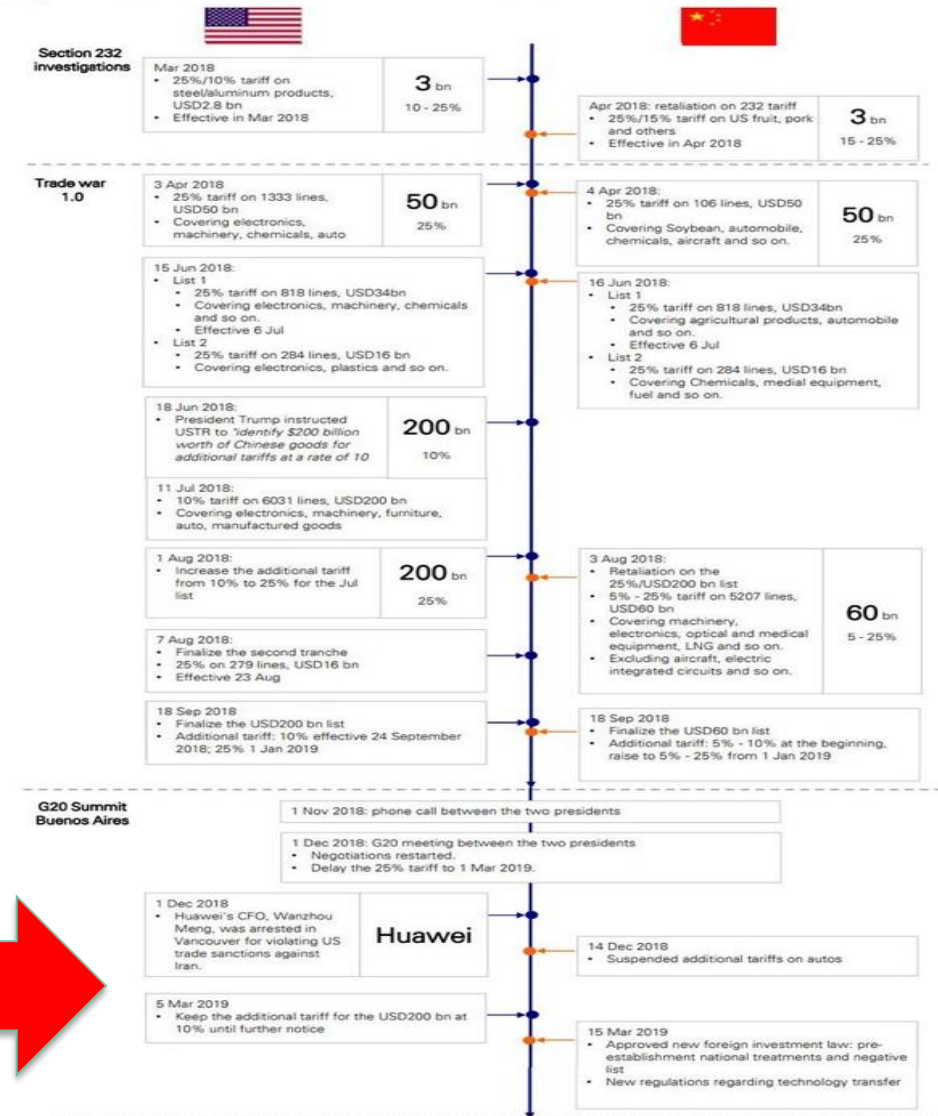 Section 232
investigations
Mar 2018
• 25%/10% tariff on
steel/aluminum products,
USD2.8 bn
• Effective in Mar 2018
3 bn
10 - 25%
Apr 2018: retaliation on 232 tariff
• 25%/15% tariff on US fruit, pork
and others
• Effective in Apr 2018
3 bn
15 - 25%
Trade war
1.0
3 Apr 2018
• 25% tariff on 1333 lines,
USD50 bn
• Covering electronics,
machinery, chemicals, auto
50 bn
25%
4 Apr 2018:
• 25% tariff on 106 lines, USD50
bn
• Covering Soybean, automobile,
chemicals, aircraft and so on.
50 bn
25%
15 Jun 2018:
• List 1
• 25% tariff on 818 lines, USD34bn
• Covering electronics, machinery, chemicals
and so on.
• Effective 6 Jul
• List 2
• 25% tariff on 284 lines, USD16 bn
• Covering electronics, plastics and so on.
16 Jun 2018:
• List 1
• 25% tariff on 818 lines, USD34bn
• Covering agricultural products, automobile
and so on.
• Effective 6 Jul
• List 2
• 25% tariff on 284 lines, USD16 bn
• Covering Chemicals, medial equipment,
fuel and so on.
18 Jun 2018:
• President Trump instructed
USTR to "identify $200 billion
worth of Chinese goods for
additional tariffs at a rate of 10
200 bn
10%
11 Jul 2018:
• 10% tariff on 6031 lines, USD200 bn
• Covering electronics, machinery, furniture,
auto, manufactured goods
1 Aug 2018:
• Increase the additional tariff
from 10% to 25% for the Jul
list
200 bn
25%
3 Aug 2018:
• Retaliation on the
25%/USD200 bn list
• 5% - 25% tariff on 5207 lines,
USD60 bn
• Covering machinery,
electronics, optical and medical
equipment, LNG and so on.
• Excluding aircraft, electric
integrated circuits and so on.
60 bn
5 - 25%
7 Aug 2018:
• Finalize the second tranche
• 25% on 279 lines, USD16 bn
• Effective 23 Aug
18 Sep 2018
• Finalize the USD200 bn list
• Additional tariff: 10% effective 24 September
2018; 25% 1 Jan 2019
18 Sep 2018
• Finalize the USD60 bn list
• Additional tariff: 5% - 10% at the beginning,
raise to 5% - 25% from 1 Jan 2019
G20 Summit
Buenos Aires
1 Nov 2018: phone call between the two presidents
1 Dec 2018: G20 meeting between the two presidents
• Negotiations restarted.
• Delay the 25% tariff to 1 Mar 2019.
1 Dec 2018
• Huawei's CFO, Wanzhou
Meng, was arrested in
Vancouver for violating US
trade sanctions against
Iran.
Huawei
14 Dec 2018
• Suspended additional tariffs on autos
5 Mar 2019
• Keep the additional tariff for the USD200 bn at
10% until further notice
15 Mar 2019
• Approved new foreign investment law: pre-
establishment national treatments and negative
list
• New regulations regarding technology transfer